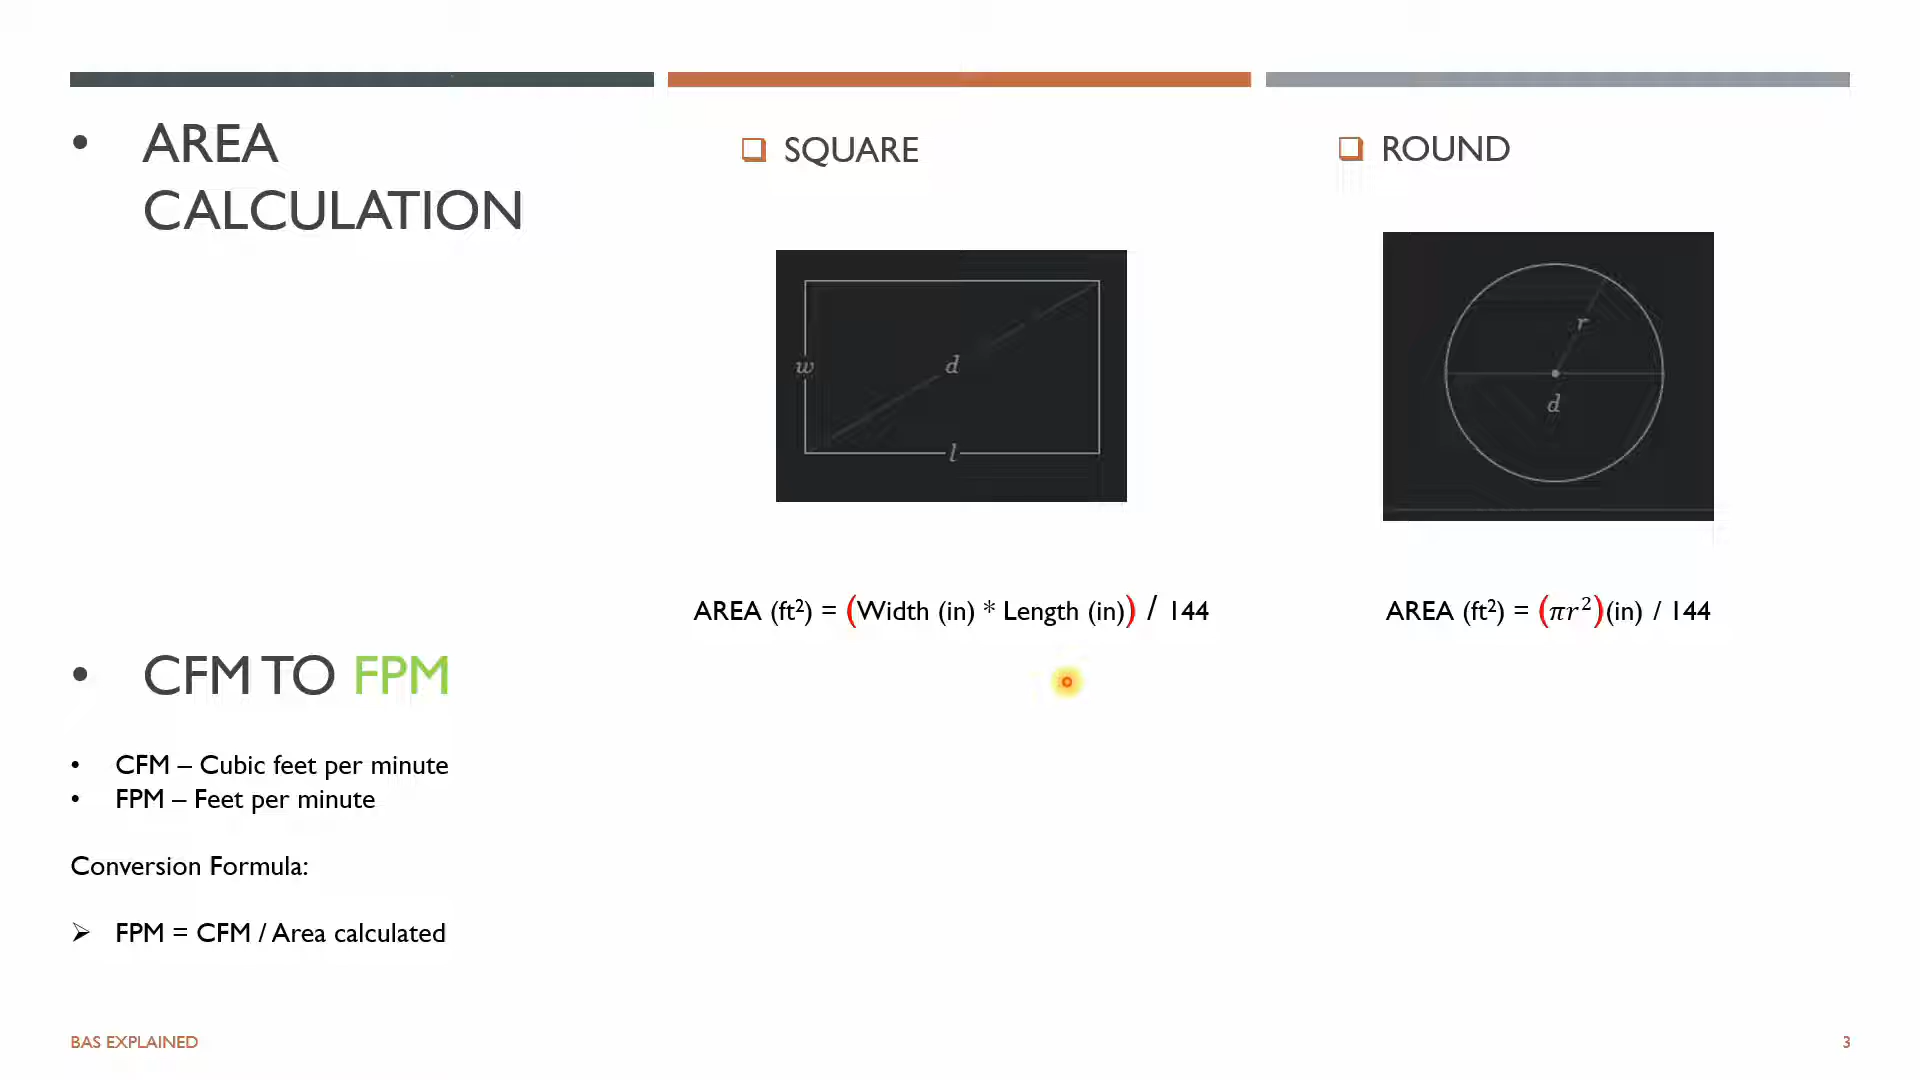 • AREA
CALCULATION
❑ SQUARE
❑ ROUND
w
d
l
r
d
AREA (ft²) = (Width (in) * Length (in)) / 144
AREA (ft²) = (πr²)(in) / 144
• CFM TO FPM
• CFM – Cubic feet per minute
• FPM – Feet per minute
Conversion Formula:
➢ FPM = CFM / Area calculated
BAS EXPLAINED
3